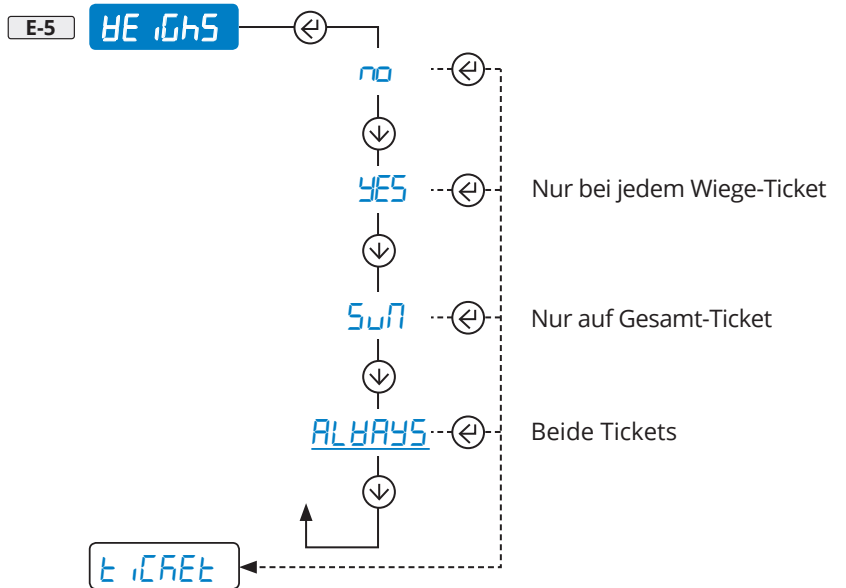 E-5 WEiGhS
no
YES Nur bei jedem Wiege-Ticket
SuM Nur auf Gesamt-Ticket
ALWAYS Beide Tickets
tiCKEt